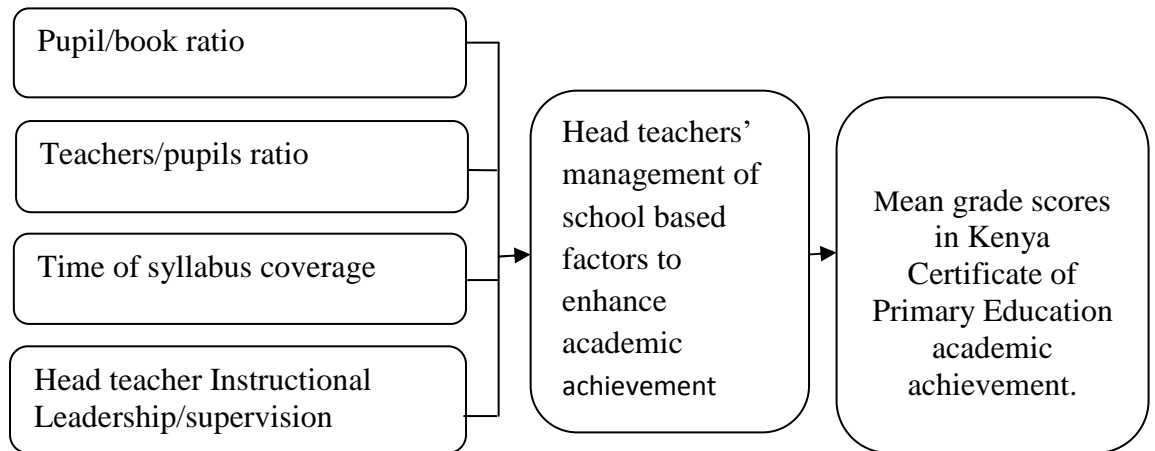 Pupil/book ratio
Teachers/pupils ratio
Time of syllabus coverage
Head teacher Instructional
Leadership/supervision
Head teachers’
management of
school based
factors to
enhance
academic
achievement
Mean grade scores
in Kenya
Certificate of
Primary Education
academic
achievement.